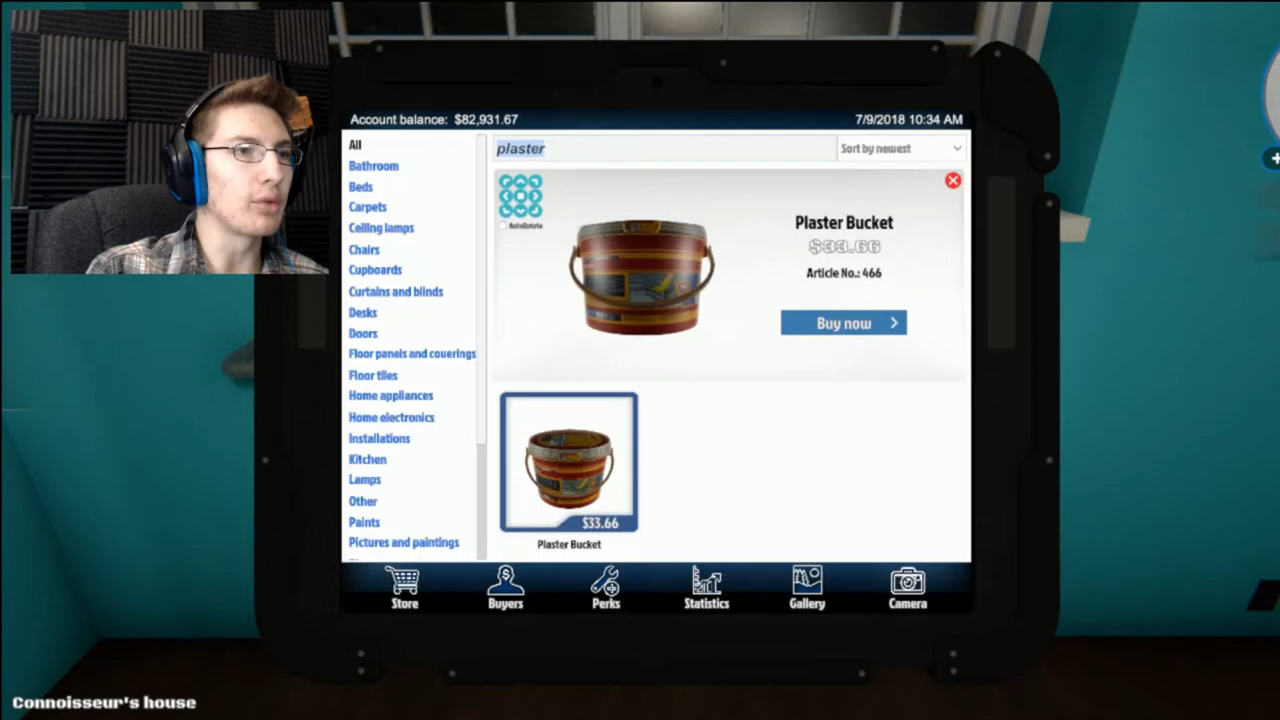 Account balance: $82,931.67
7/9/2018 10:34 AM
All
plaster
Sort by newest
Bathroom
Beds
Carpets
Ceiling lamps
Chairs
Cupboards
Curtains and blinds
Desks
Doors
Floor panels and coverings
Floor tiles
Home appliances
Home electronics
Installations
Kitchen
Lamps
Other
Paints
Pictures and paintings
AutoRotate
Plaster Bucket
$33.66
Article No.: 466
Buy now
$33.66
Plaster Bucket
Store
Buyers
Perks
Statistics
Gallery
Camera
Connoisseur's house